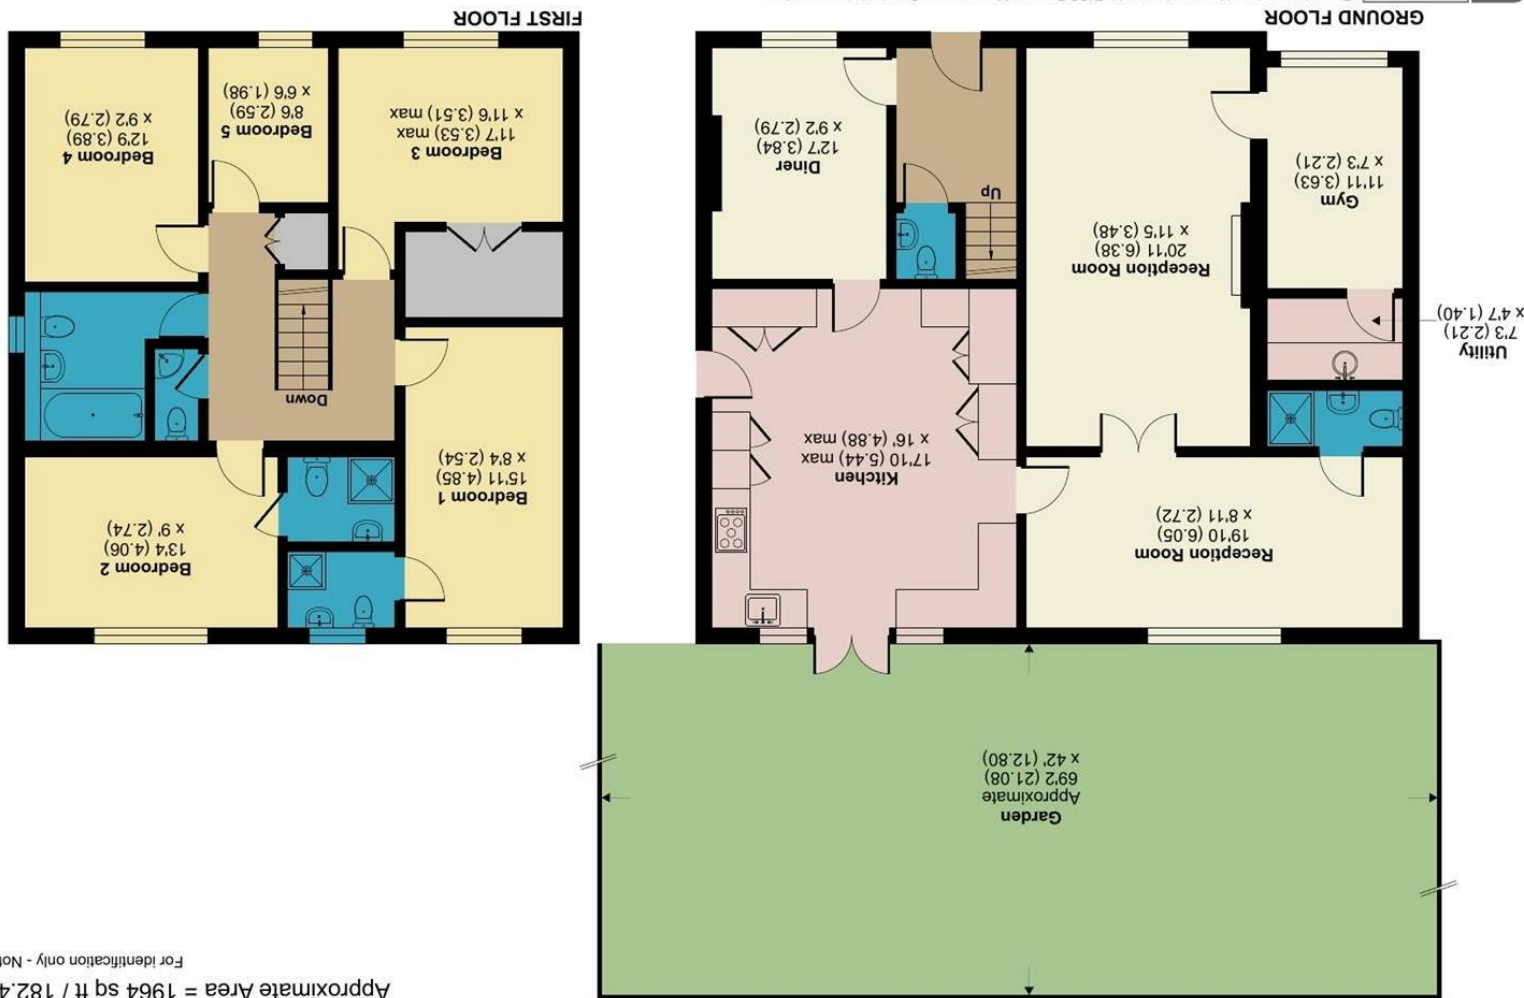 Approximate Area = 1964 sq ft / 182.4
For identification only - Not
Garden
Approximate
69'2 (21.08)
x 42' (12.80)
Reception Room
19'10 (6.05)
x 8'11 (2.72)
Kitchen
17'10 (5.44) max
x 16' (4.88) max
Utility
7'3 (2.21)
x 4'7 (1.40)
Reception Room
20'11 (6.38)
x 11'5 (3.48)
Gym
11'11 (3.63)
x 7'3 (2.21)
Up
Diner
12'7 (3.84)
x 9'2 (2.79)
GROUND FLOOR
Bedroom 2
13'4 (4.06)
x 9' (2.74)
Bedroom 1
15'11 (4.85)
x 8'4 (2.54)
Down
Bedroom 3
11'7 (3.53) max
x 11'6 (3.51) max
Bedroom 5
8'6 (2.59)
x 6'6 (1.98)
Bedroom 4
12'9 (3.89)
x 9'2 (2.79)
FIRST FLOOR